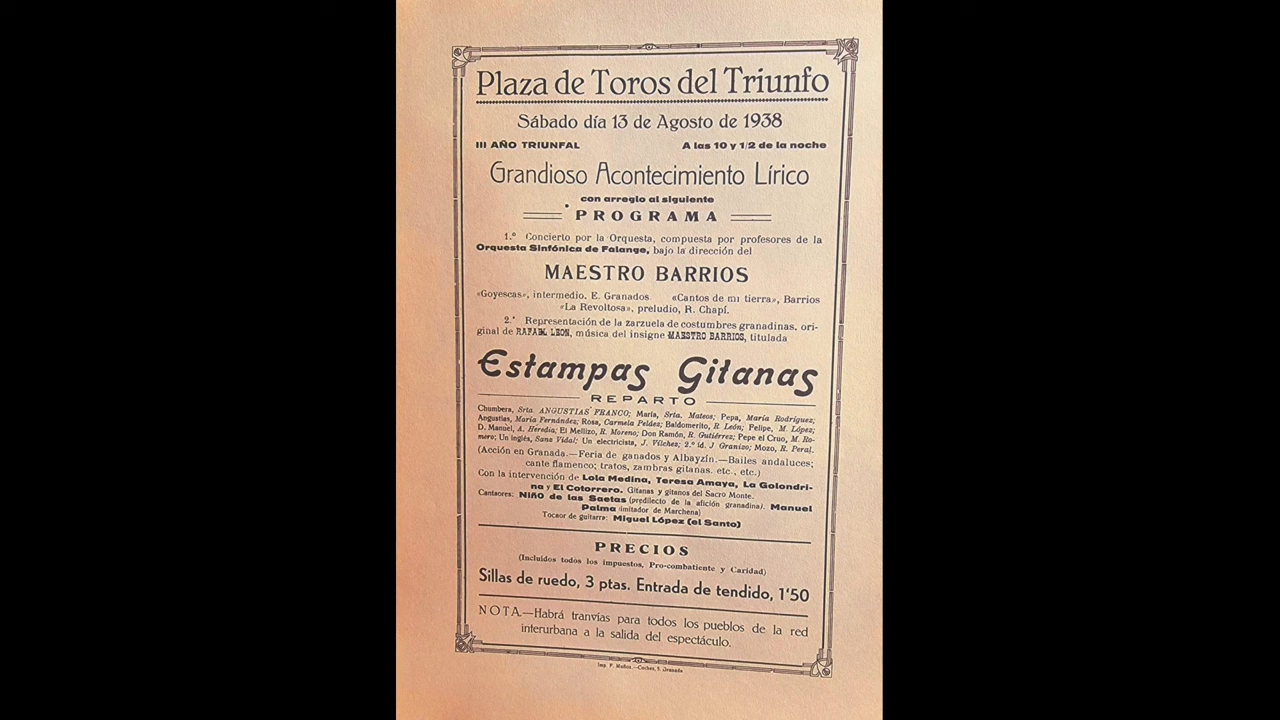 Plaza de Toros del Triunfo
Sábado día 13 de Agosto de 1938
III AÑO TRIUNFAL A las 10 y 1/2 de la noche
Grandioso Acontecimiento Lírico
con arreglo al siguiente
PROGRAMA
1.º Concierto por la Orquesta, compuesta por profesores de la
Orquesta Sinfónica de Falange, bajo la dirección del
MAESTRO BARRIOS
«Goyescas», intermedio. E. Granados «Cantos de mi tierra», Barrios
«La Revoltosa», preludio, R. Chapí.
2.ª Representación de la zarzuela de costumbres granadinas, ori-
ginal de RAFAEL LEON, música del insigne MAESTRO BARRIOS, titulada
Estampas Gitanas
REPARTO
Chumbera, Srta. ANGUSTIAS FRANCO; María, Srta. Mateos; Pepa, María Rodríguez;
Angustias, María Fernández; Rosa, Carmela Peldez; Baldomerito, R. León; Felipe, M. López;
D. Manuel, A. Heredia; El Mellizo, R. Moreno; Don Ramón, R. Gutiérrez; Pepe el Cruo, M. Ro-
mero; Un inglés, Sanz Vidal; Un electricista, J. Vílchez; 2.º id. J Granizo; Mozo, R. Peral.
(Acción en Granada.—Feria de ganados y Albayzín.—Bailes andaluces;
cante flamenco; tratos, zambras gitanas. etc., etc.)
Con la intervención de Lola Medina, Teresa Amaya, La Golondri-
na y El Cotorrero. Gitanas y gitanos del Sacro Monte.
Cantaores: Niño de las Saetas (predilecto de la afición granadina). Manuel
Palma (imitador de Marchena)
Tocaor de guitarra: Miguel López (el Santo)
PRECIOS
(Incluídos todos los impuestos, Pro-combatiente y Caridad)
Sillas de ruedo, 3 ptas. Entrada de tendido, 1'50
NOTA.—Habrá tranvías para todos los pueblos de la red
interurbana a la salida del espectáculo.
Imp. P. Muñoz.—Cuchas, 5. Granada